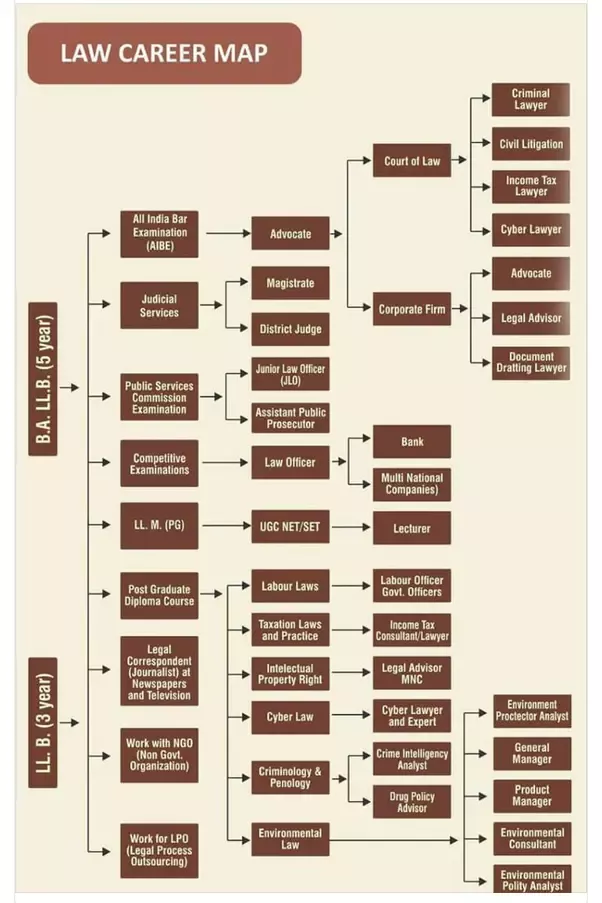 LAW CAREER MAP
B.A. LL.B. (5 year)
LL. B. (3 year)
All India Bar
Examination
(AIBE)
Advocate
Court of Law
Criminal
Lawyer
Civil Litigation
Income Tax
Lawyer
Cyber Lawyer
Corporate Firm
Advocate
Legal Advisor
Document
Dratting Lawyer
Judicial
Services
Magistrate
District Judge
Public Services
Commission
Examination
Junior Law Officer
(JLO)
Assistant Public
Prosecutor
Competitive
Examinations
Law Officer
Bank
Multi National
Companies)
LL. M. (PG)
UGC NET/SET
Lecturer
Post Graduate
Diploma Course
Labour Laws
Labour Officer
Govt. Officers
Taxation Laws
and Practice
Income Tax
Consultant/Lawyer
Intelectual
Property Right
Legal Advisor
MNC
Cyber Law
Cyber Lawyer
and Expert
Criminology &
Penology
Crime Intelligency
Analyst
Drug Policy
Advisor
Environmental
Law
Environment
Proctector Analyst
General
Manager
Product
Manager
Environmental
Consultant
Environmental
Polity Analyst
Legal
Correspondent
(Journalist) at
Newspapers
and Television
Work with NGO
(Non Govt.
Organization)
Work for LPO
(Legal Process
Outsourcing)